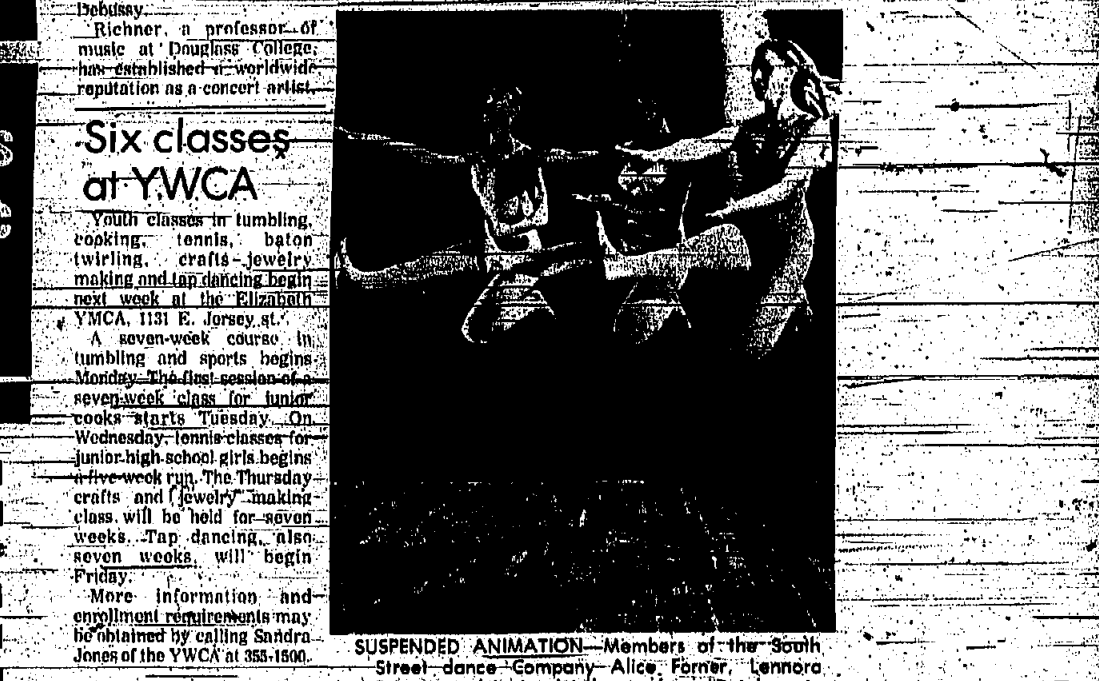 Debussy.
Richner, a professor of
music at Douglass College,
has established a worldwide
reputation as a concert artist.
Six classes
at YWCA
Youth classes in tumbling,
cooking, tennis, baton
twirling, crafts-jewelry
making and tap dancing begin
next week at the Elizabeth
YMCA, 1131 E. Jersey st.
A seven-week course in
tumbling and sports begins
Monday. The first session of a
seven-week class for junior
cooks starts Tuesday. On
Wednesday, tennis classes for
junior high school girls begins
a five-week run. The Thursday
crafts and jewelry making
class will be held for seven
weeks. Tap dancing, also
seven weeks, will begin
Friday.
More information and
enrollment requirements may
be obtained by calling Sandra
Jones of the YWCA at 355-1500.
SUSPENDED ANIMATION—Members of the South
Street dance Company Alice Forner, Lennora